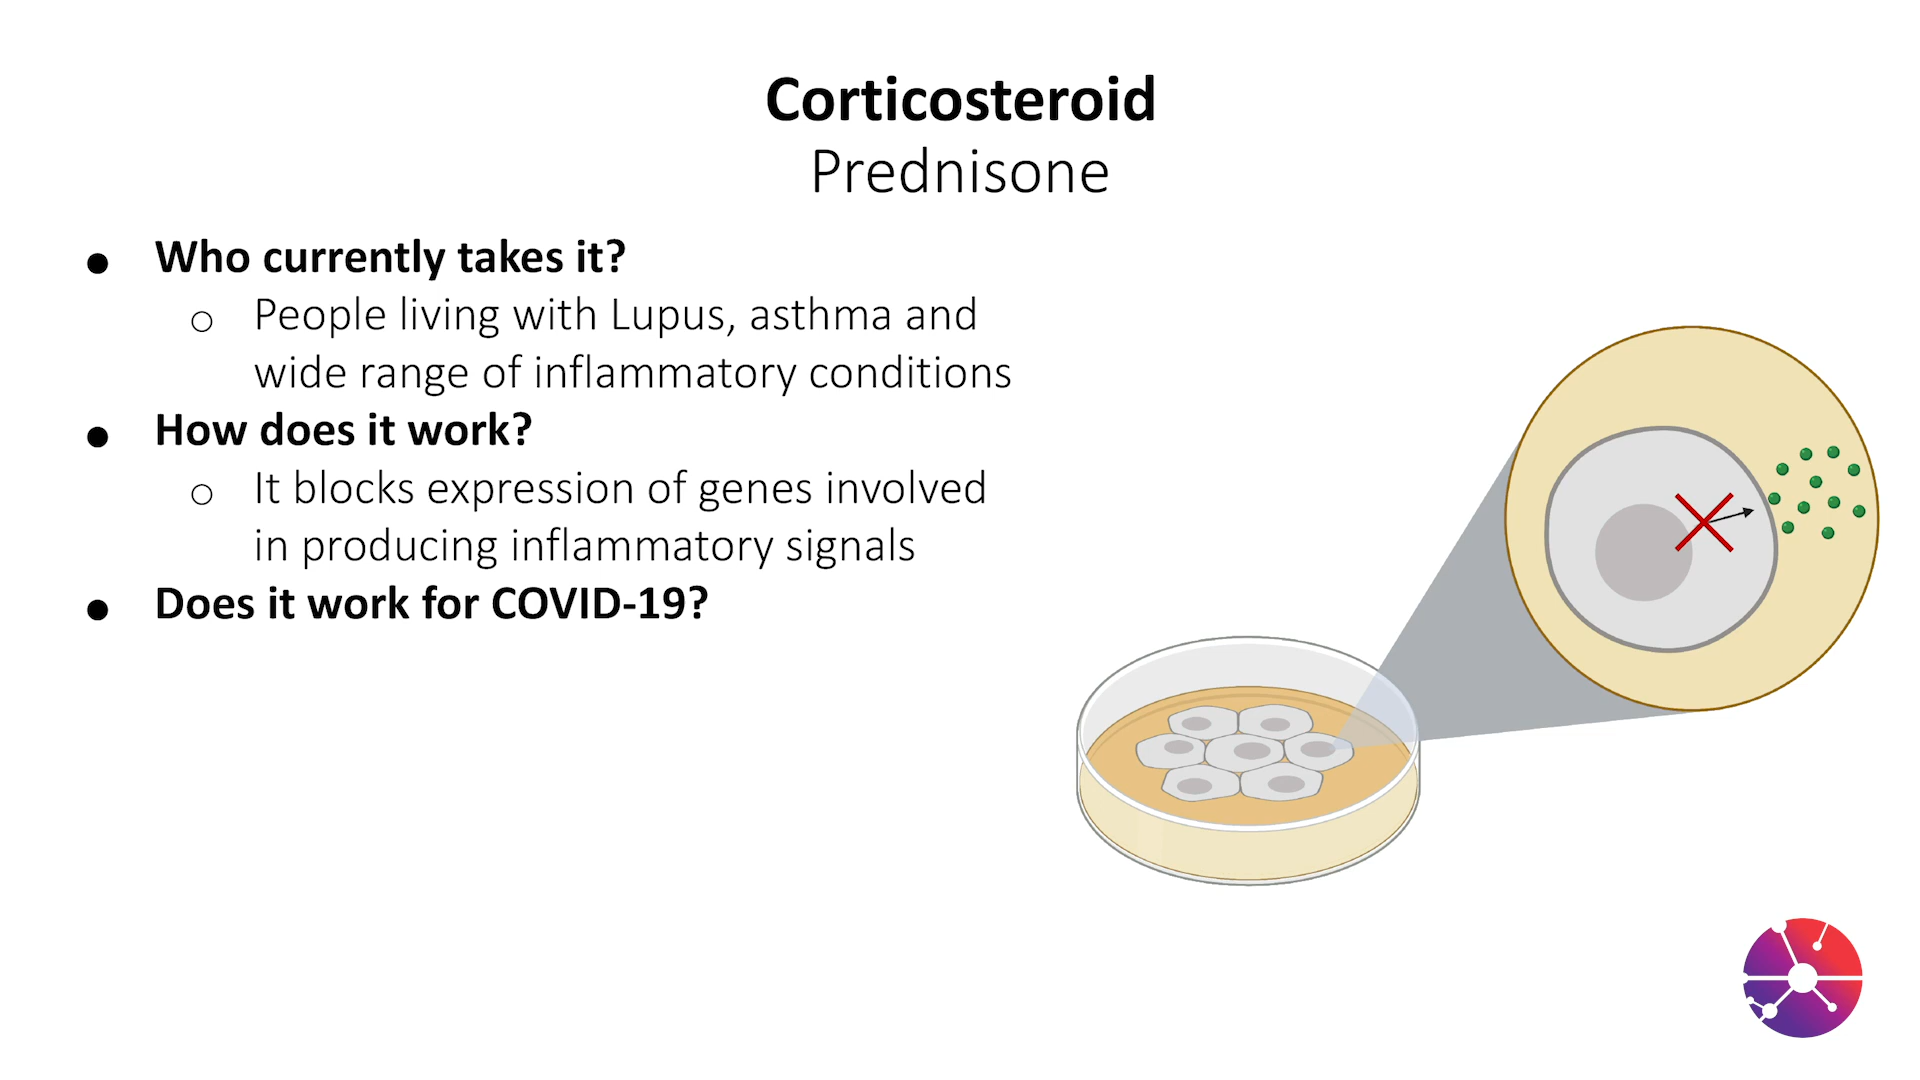 Corticosteroid
Prednisone
● Who currently takes it?
○ People living with Lupus, asthma and
wide range of inflammatory conditions
● How does it work?
○ It blocks expression of genes involved
in producing inflammatory signals
● Does it work for COVID-19?